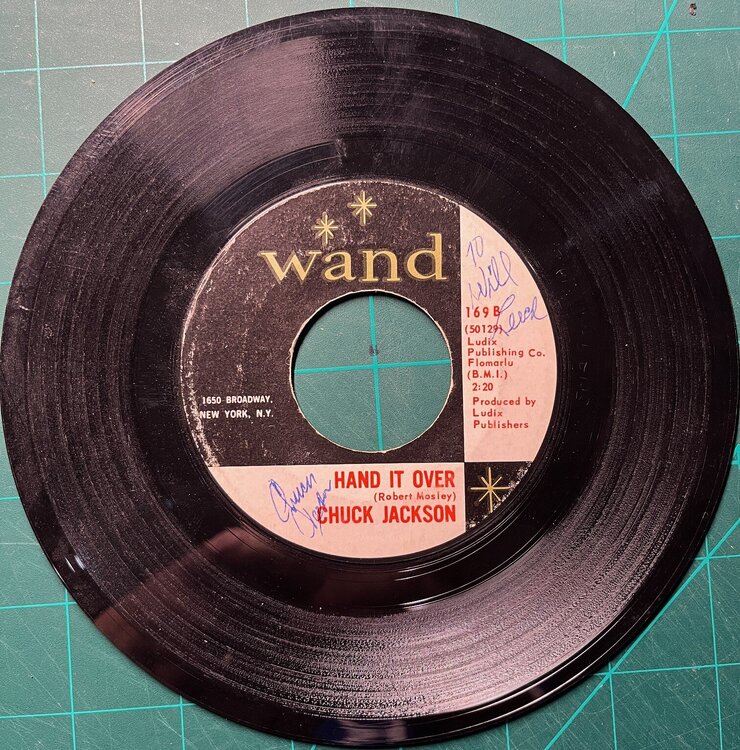 wand
To
Will
169 B
(50129)
Ludix
Publishing Co.
Flomarlu
(B.M.I.)
2:20
Produced by
Ludix
Publishers
1650 BROADWAY,
NEW YORK, N.Y.
HAND IT OVER
(Robert Mosley)
CHUCK JACKSON